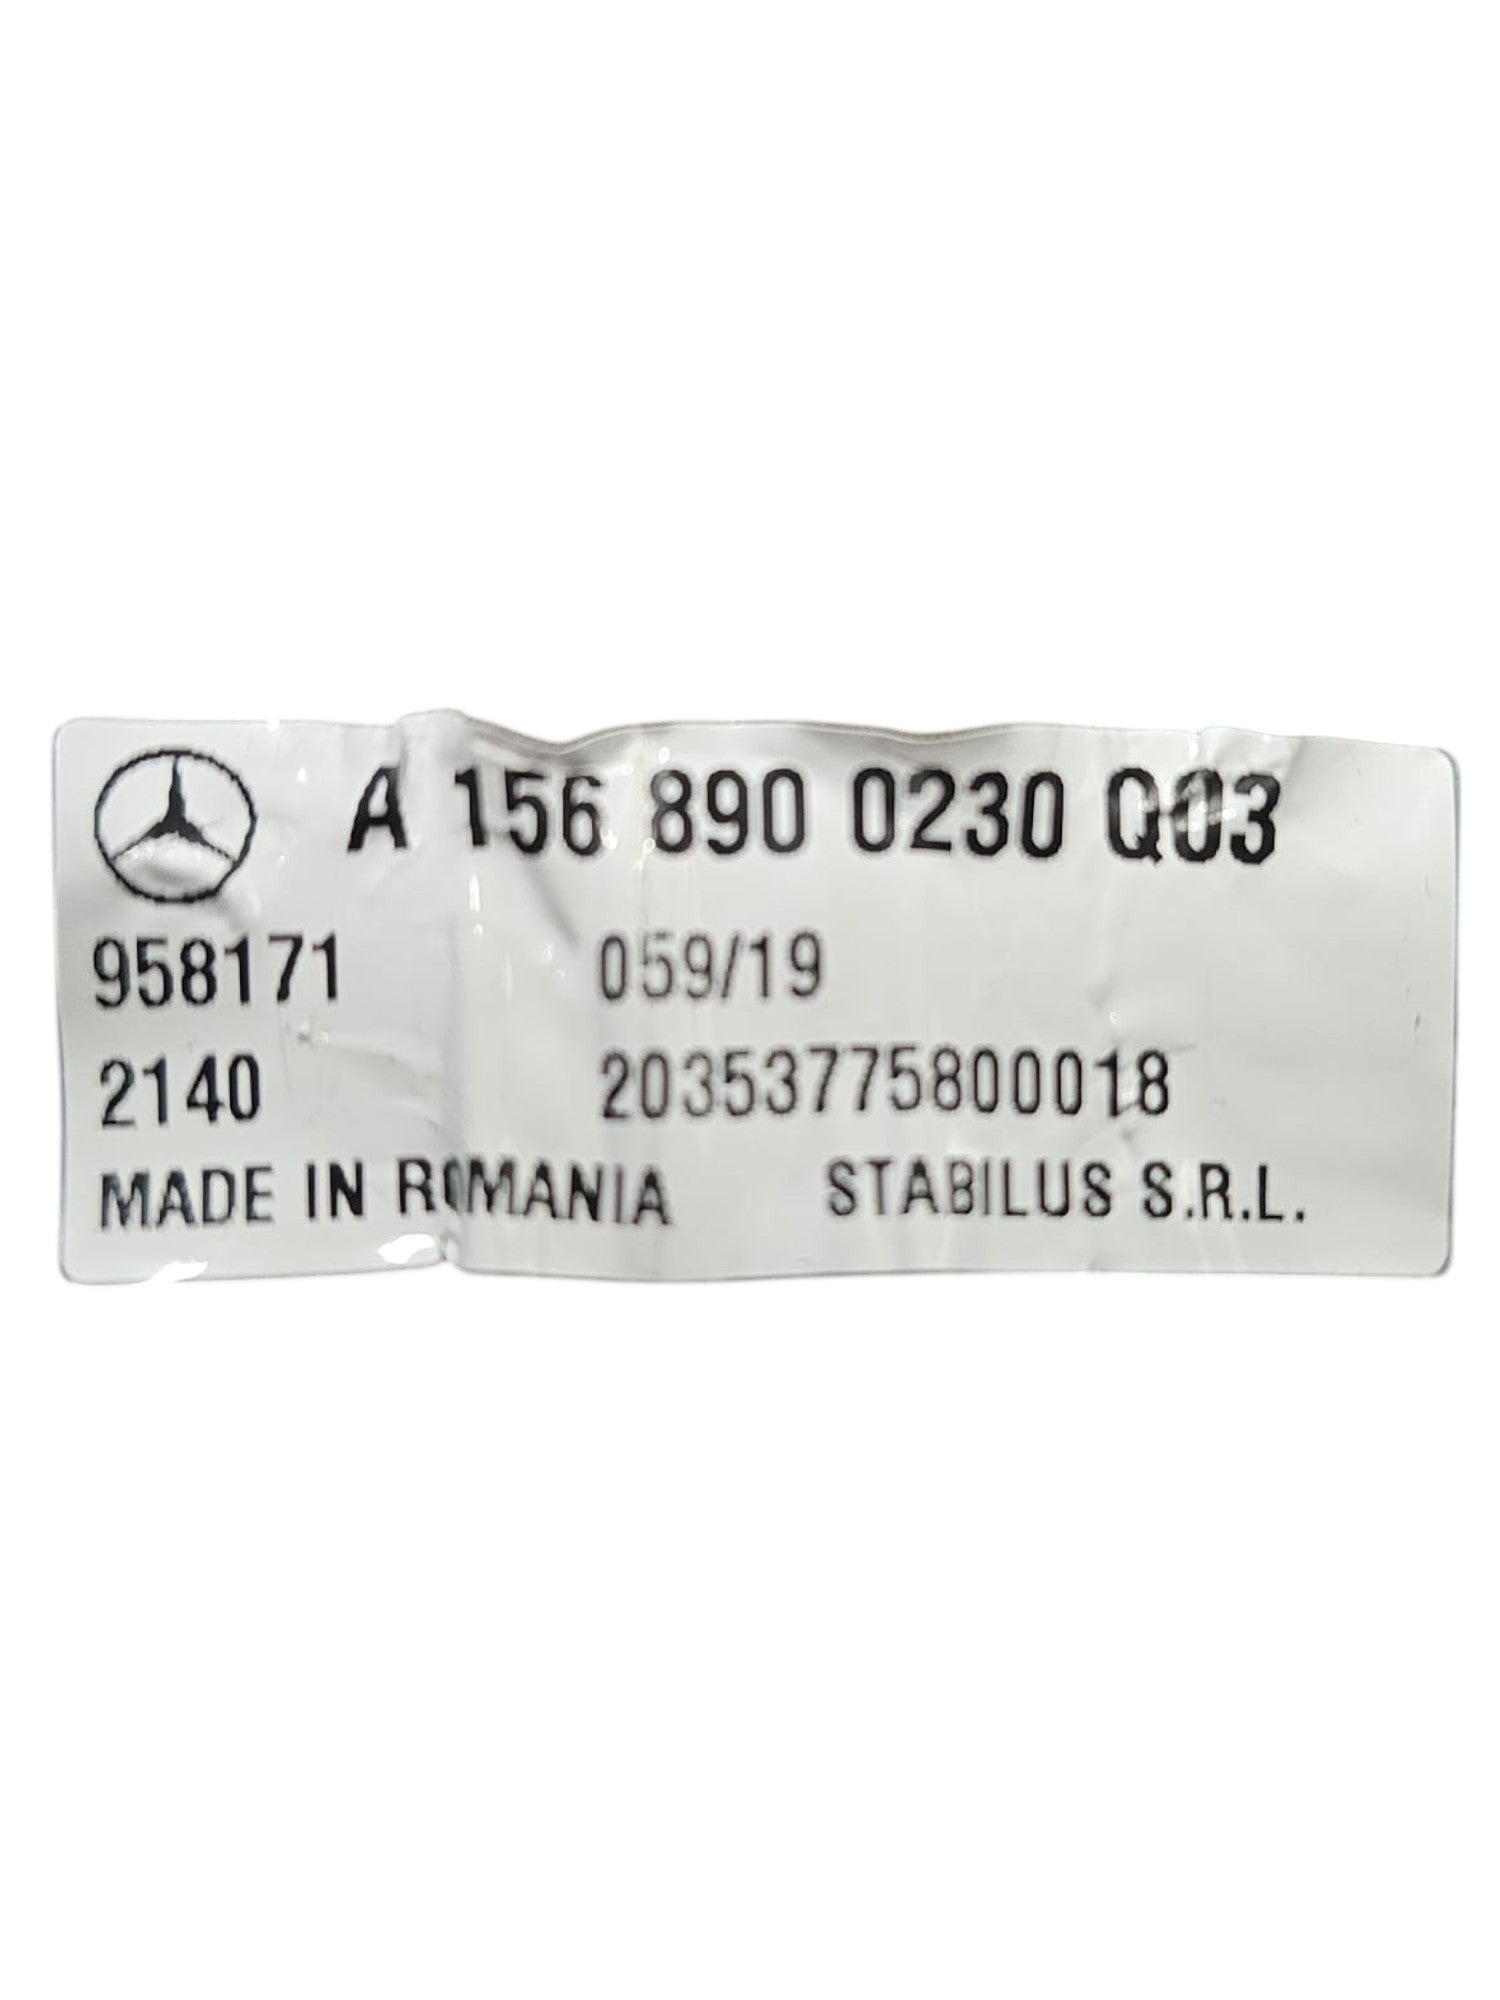 A 156 890 0230 Q03
958171 059/19
2140 20353775800018
MADE IN ROMANIA STABILUS S.R.L.